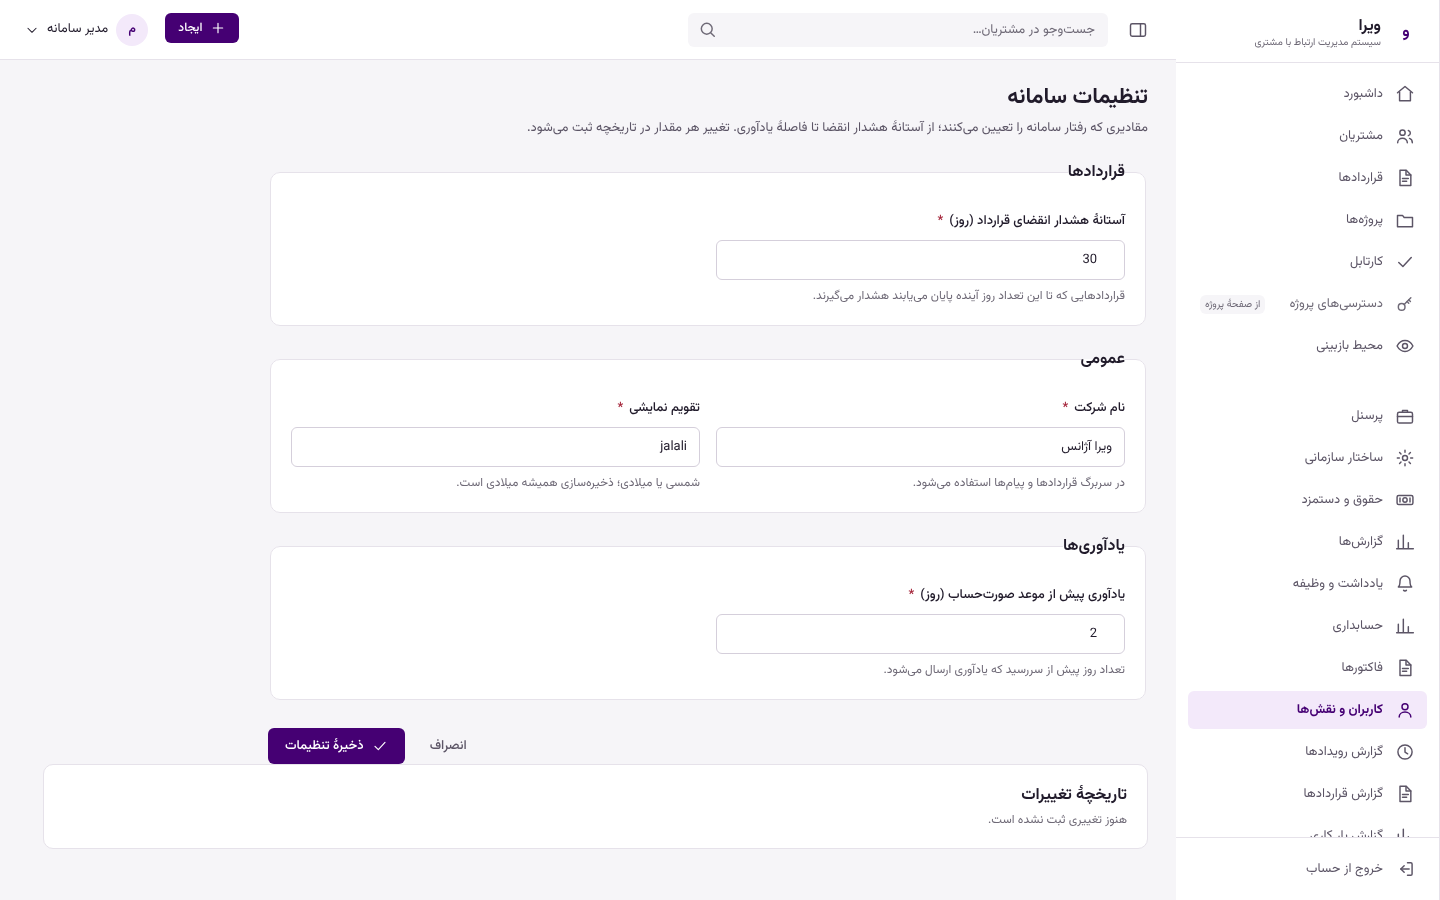 و
ویرا
سیستم مدیریت ارتباط با مشتری
داشبورد
مشتریان
قراردادها
پروژه‌ها
کارتابل
دسترسی‌های پروژه
از صفحهٔ پروژه
محیط بازبینی
پرسنل
ساختار سازمانی
حقوق و دستمزد
گزارش‌ها
یادداشت و وظیفه
حسابداری
فاکتورها
کاربران و نقش‌ها
گزارش رویدادها
گزارش قراردادها
گزارش بار کاری
خروج از حساب
جست‌وجو در مشتریان...
ایجاد
م
مدیر سامانه
تنظیمات سامانه
مقادیری که رفتار سامانه را تعیین می‌کنند؛ از آستانهٔ هشدار انقضا تا فاصلهٔ یادآوری. تغییر هر مقدار در تاریخچه ثبت می‌شود.
قراردادها
آستانهٔ هشدار انقضای قرارداد (روز) *
30
قراردادهایی که تا این تعداد روز آینده پایان می‌یابند هشدار می‌گیرند.
عمومی
نام شرکت *
ویرا آژانس
در سربرگ قراردادها و پیام‌ها استفاده می‌شود.
تقویم نمایشی *
jalali
شمسی یا میلادی؛ ذخیره‌سازی همیشه میلادی است.
یادآوری‌ها
یادآوری پیش از موعد صورت‌حساب (روز) *
2
تعداد روز پیش از سررسید که یادآوری ارسال می‌شود.
انصراف
ذخیرهٔ تنظیمات
تاریخچهٔ تغییرات
هنوز تغییری ثبت نشده است.